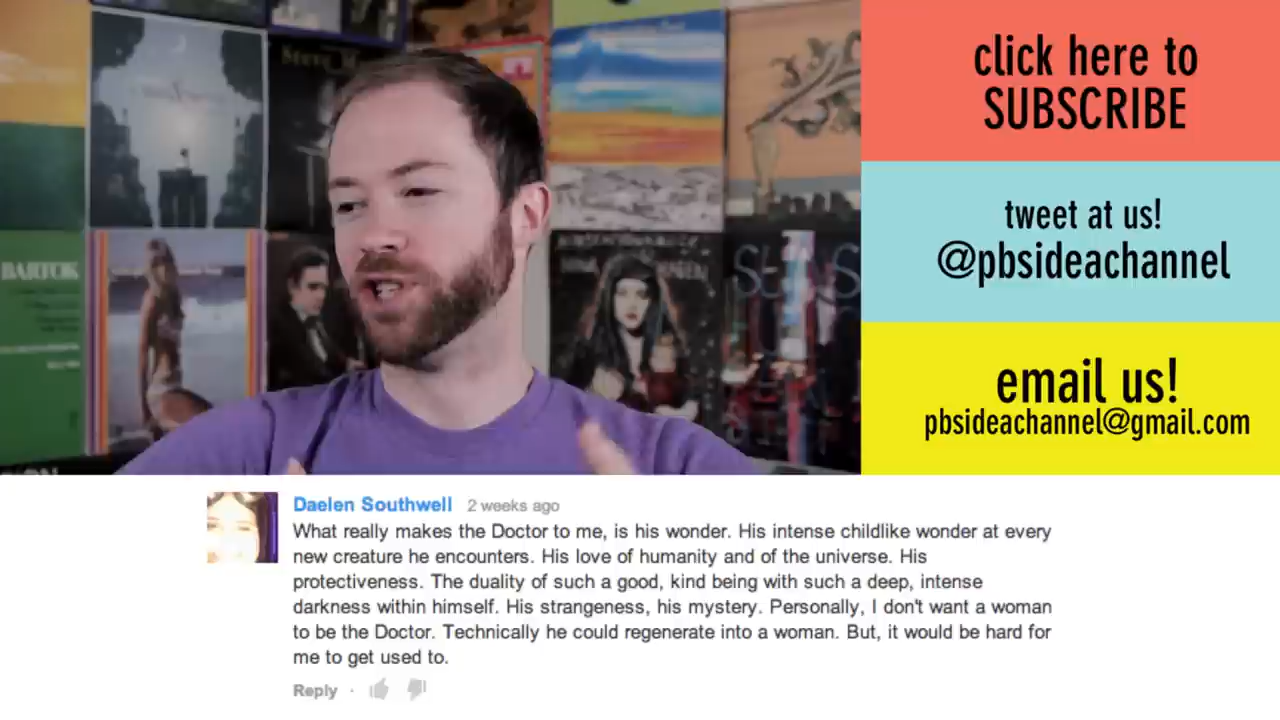 click here to
SUBSCRIBE
tweet at us!
@pbsideachannel
email us!
pbsideachannel@gmail.com
BARTOK
Daelen Southwell 2 weeks ago
What really makes the Doctor to me, is his wonder. His intense childlike wonder at every
new creature he encounters. His love of humanity and of the universe. His
protectiveness. The duality of such a good, kind being with such a deep, intense
darkness within himself. His strangeness, his mystery. Personally, I don't want a woman
to be the Doctor. Technically he could regenerate into a woman. But, it would be hard for
me to get used to.
Reply ·